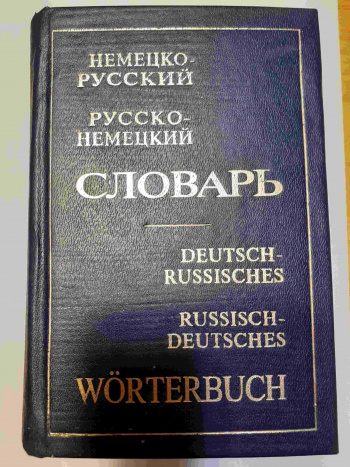 НЕМЕЦКО-
РУССКИЙ
РУССКО-
НЕМЕЦКИЙ
СЛОВАРЬ
DEUTSCH-
RUSSISCHES
RUSSISCH-
DEUTSCHES
WÖRTERBUCH